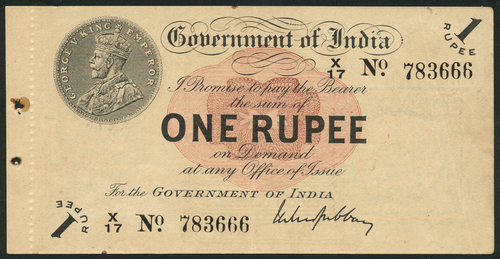 GEORGE V KING EMPEROR
Government of India
1 RUPEE
X/17 No. 783666
I Promise to pay the Bearer
the sum of
ONE RUPEE
on Demand
at any Office of Issue
For the GOVERNMENT OF INDIA
1 RUPEE
X/17 No. 783666